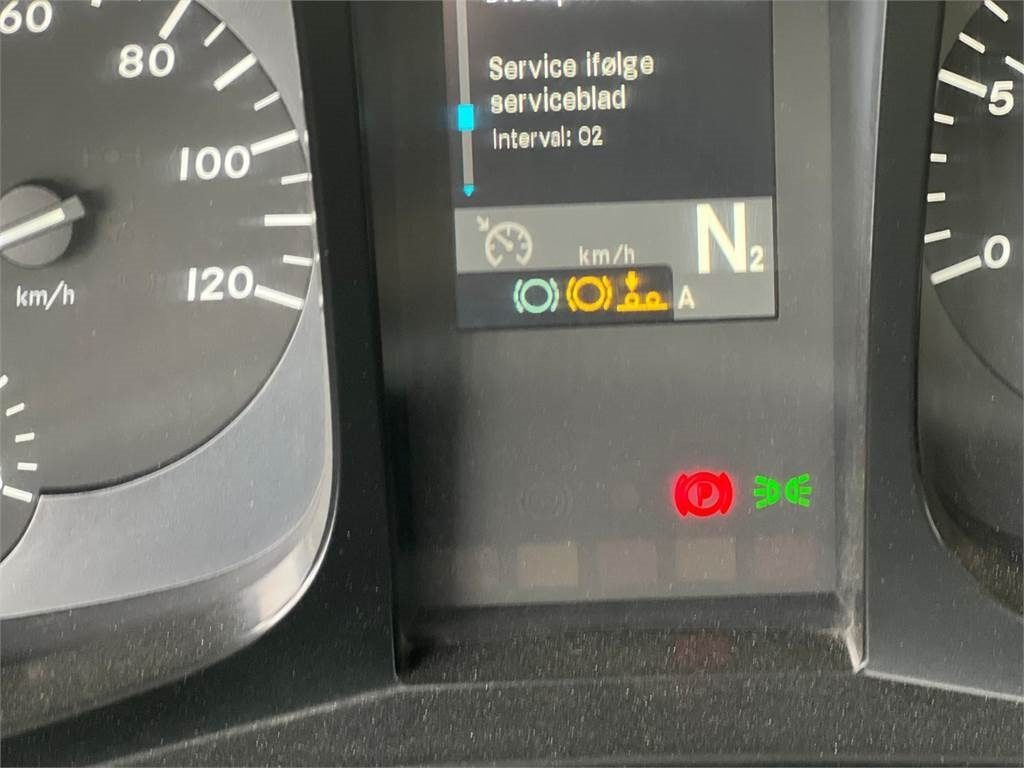 60
80
100
120
km/h
Service ifølge
serviceblad
Interval: 02
km/h
N2
A
P
5
0